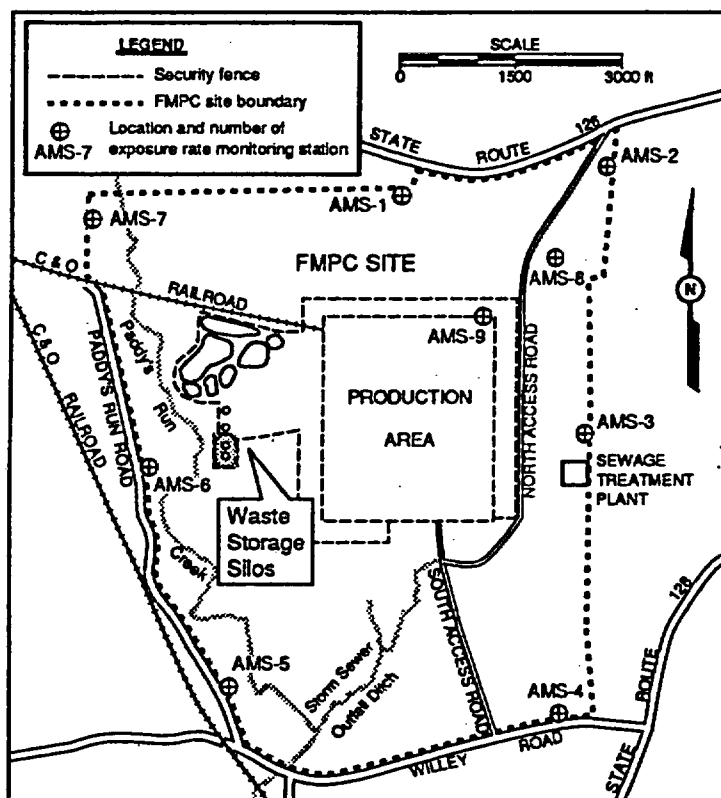 LEGEND
Security fence
FMPC site boundary
Location and number of
AMS-7 exposure rate monitoring station
SCALE
0 1500 3000 ft
STATE ROUTE 126
AMS-2
AMS-1
AMS-7
FMPC SITE
AMS-8
C & O RAILROAD
AMS-9
C & O RAILROAD
PADDY'S RUN ROAD
Paddy's Run Creek
N
PRODUCTION
AREA
NORTH ACCESS ROAD
AMS-3
SEWAGE
TREATMENT
PLANT
AMS-6
Waste
Storage
Silos
SOUTH ACCESS ROAD
Storm Sewer
Outfall Ditch
AMS-5
AMS-4
WILLEY ROAD
STATE ROUTE 128